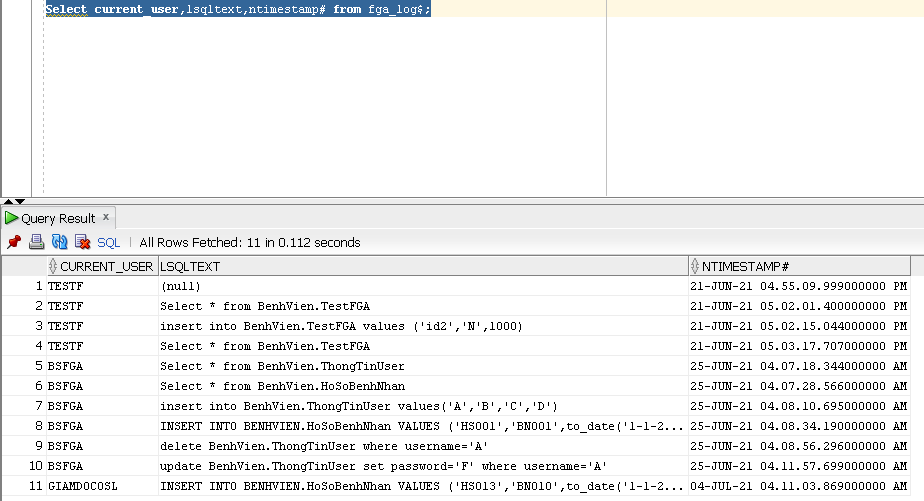 Select current_user,lsqltext,ntimestamp# from fga_log$;
Query Result x
SQL | All Rows Fetched: 11 in 0.112 seconds
CURRENT_USER LSQLTEXT NTIMESTAMP#
1 TESTF (null) 21-JUN-21 04.55.09.999000000 PM
2 TESTF Select * from BenhVien.TestFGA 21-JUN-21 05.02.01.400000000 PM
3 TESTF insert into BenhVien.TestFGA values ('id2','N',1000) 21-JUN-21 05.02.15.044000000 PM
4 TESTF Select * from BenhVien.TestFGA 21-JUN-21 05.03.17.707000000 PM
5 BSFGA Select * from BenhVien.ThongTinUser 25-JUN-21 04.07.18.344000000 AM
6 BSFGA Select * from BenhVien.HoSoBenhNhan 25-JUN-21 04.07.28.566000000 AM
7 BSFGA insert into BenhVien.ThongTinUser values('A','B','C','D') 25-JUN-21 04.08.10.695000000 AM
8 BSFGA INSERT INTO BENHVIEN.HoSoBenhNhan VALUES ('HS001','BN001',to_date('1-1-2... 25-JUN-21 04.08.34.190000000 AM
9 BSFGA delete BenhVien.ThongTinUser where username='A' 25-JUN-21 04.08.56.296000000 AM
10 BSFGA update BenhVien.ThongTinUser set password='F' where username='A' 25-JUN-21 04.11.57.699000000 AM
11 GIAMDOCOSL INSERT INTO BENHVIEN.HoSoBenhNhan VALUES ('HS013','BN010',to_date('1-1-2... 04-JUL-21 04.11.03.869000000 AM